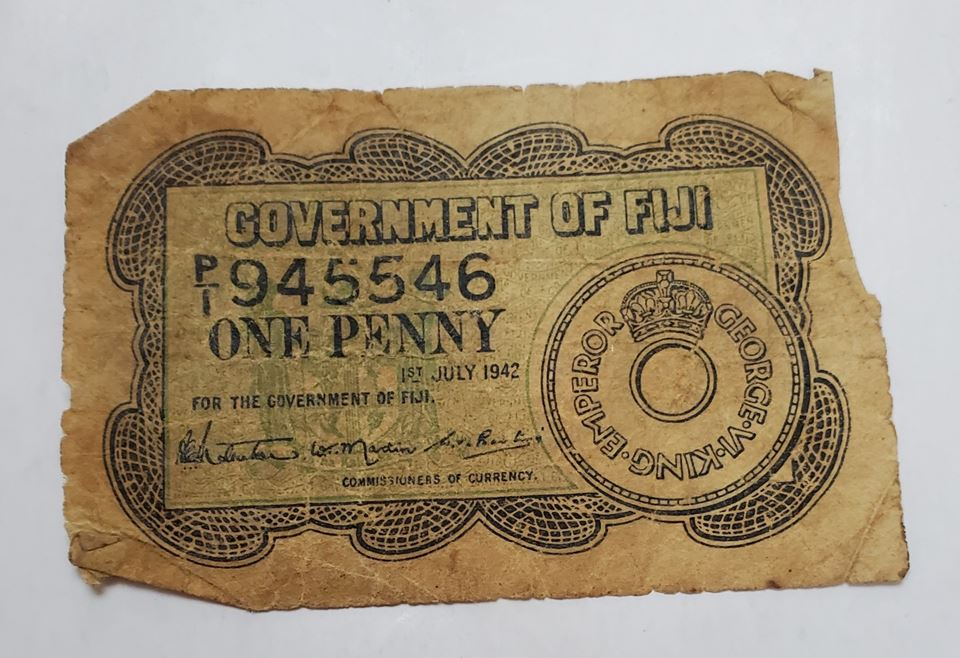 GOVERNMENT OF FIJI
P/1 945546
ONE PENNY
1ST JULY 1942
FOR THE GOVERNMENT OF FIJI.
COMMISSIONERS OF CURRENCY.
GEORGE·VI·KING·EMPEROR